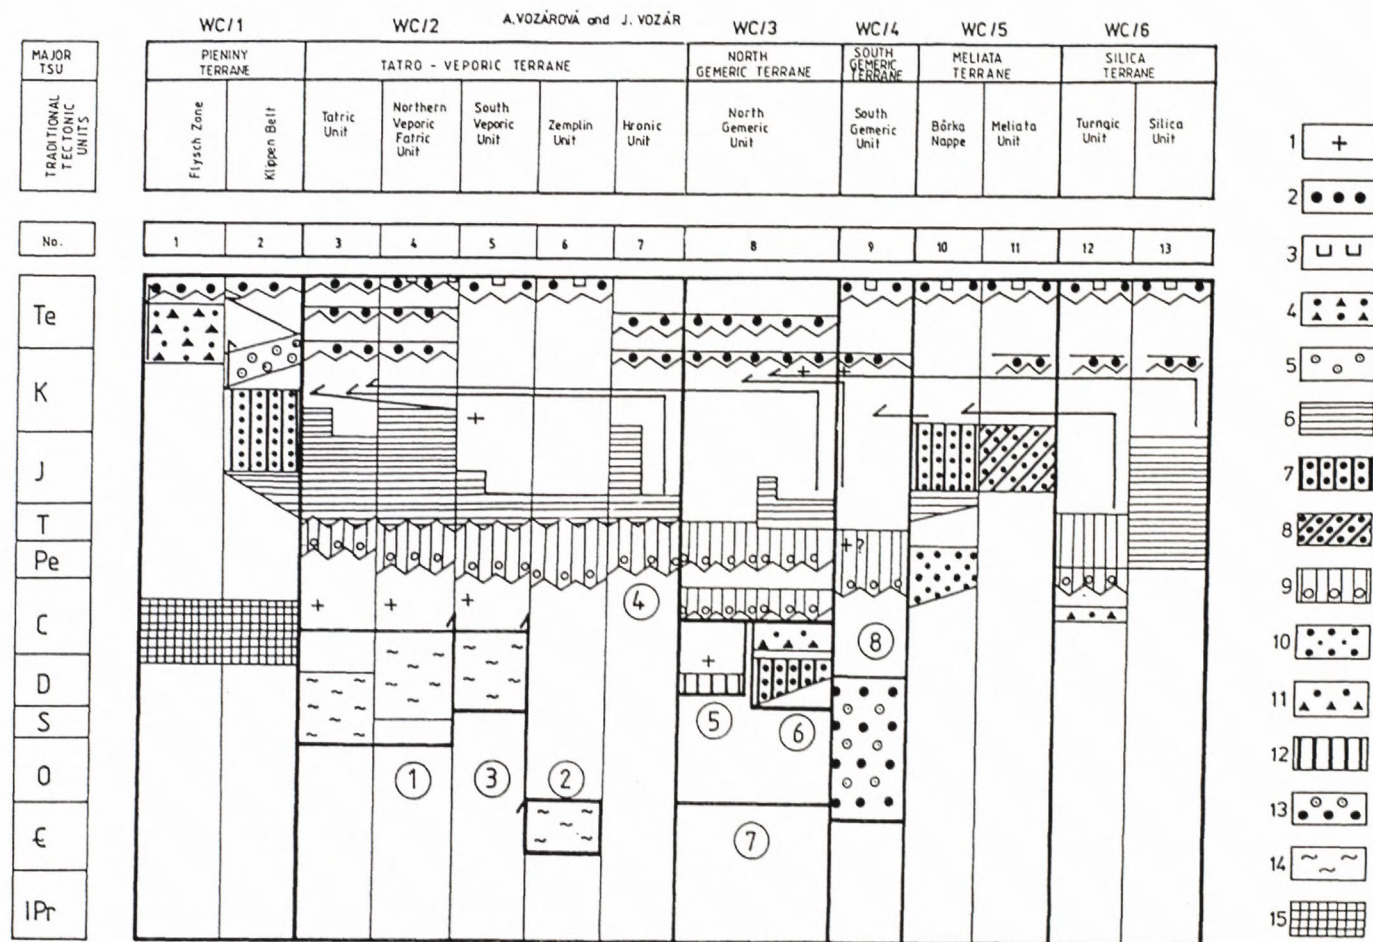 A.VOZÁROVÁ and J. VOZÁR
WC/1 WC/2 WC/3 WC/4 WC/5 WC/6
MAJOR
TSU
PIENINY
TERRANE
TATRO - VEPORIC TERRANE
NORTH
GEMERIC TERRANE
SOUTH
GEMERIC
TERRANE
MELIATA
TERRANE
SILICA
TERRANE
TRADITIONAL
TECTONIC
UNITS
Flysch Zone
Klippen Belt
Tatric
Unit
Northern
Veporic
Fatric
Unit
South
Veporic
Unit
Zemplin
Unit
Hronic
Unit
North
Gemeric
Unit
South
Gemeric
Unit
Bôrka
Nappe
Meliata
Unit
Turnaic
Unit
Silica
Unit
No. 1 2 3 4 5 6 7 8 9 10 11 12 13
Te
K
J
T
Pe
C
D
S
O
€
IPr
?
4
8
5
6
1
3
2
7
1
2
3
4
5
6
7
8
9
10
11
12
13
14
15